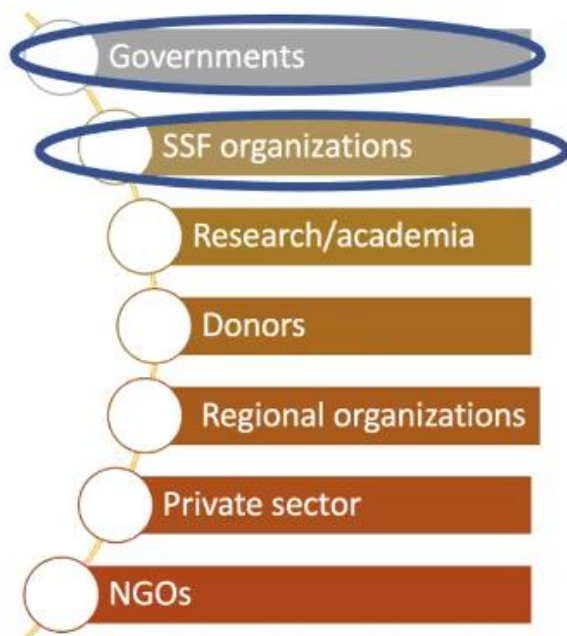 Governments
SSF organizations
Research/academia
Donors
Regional organizations
Private sector
NGOs